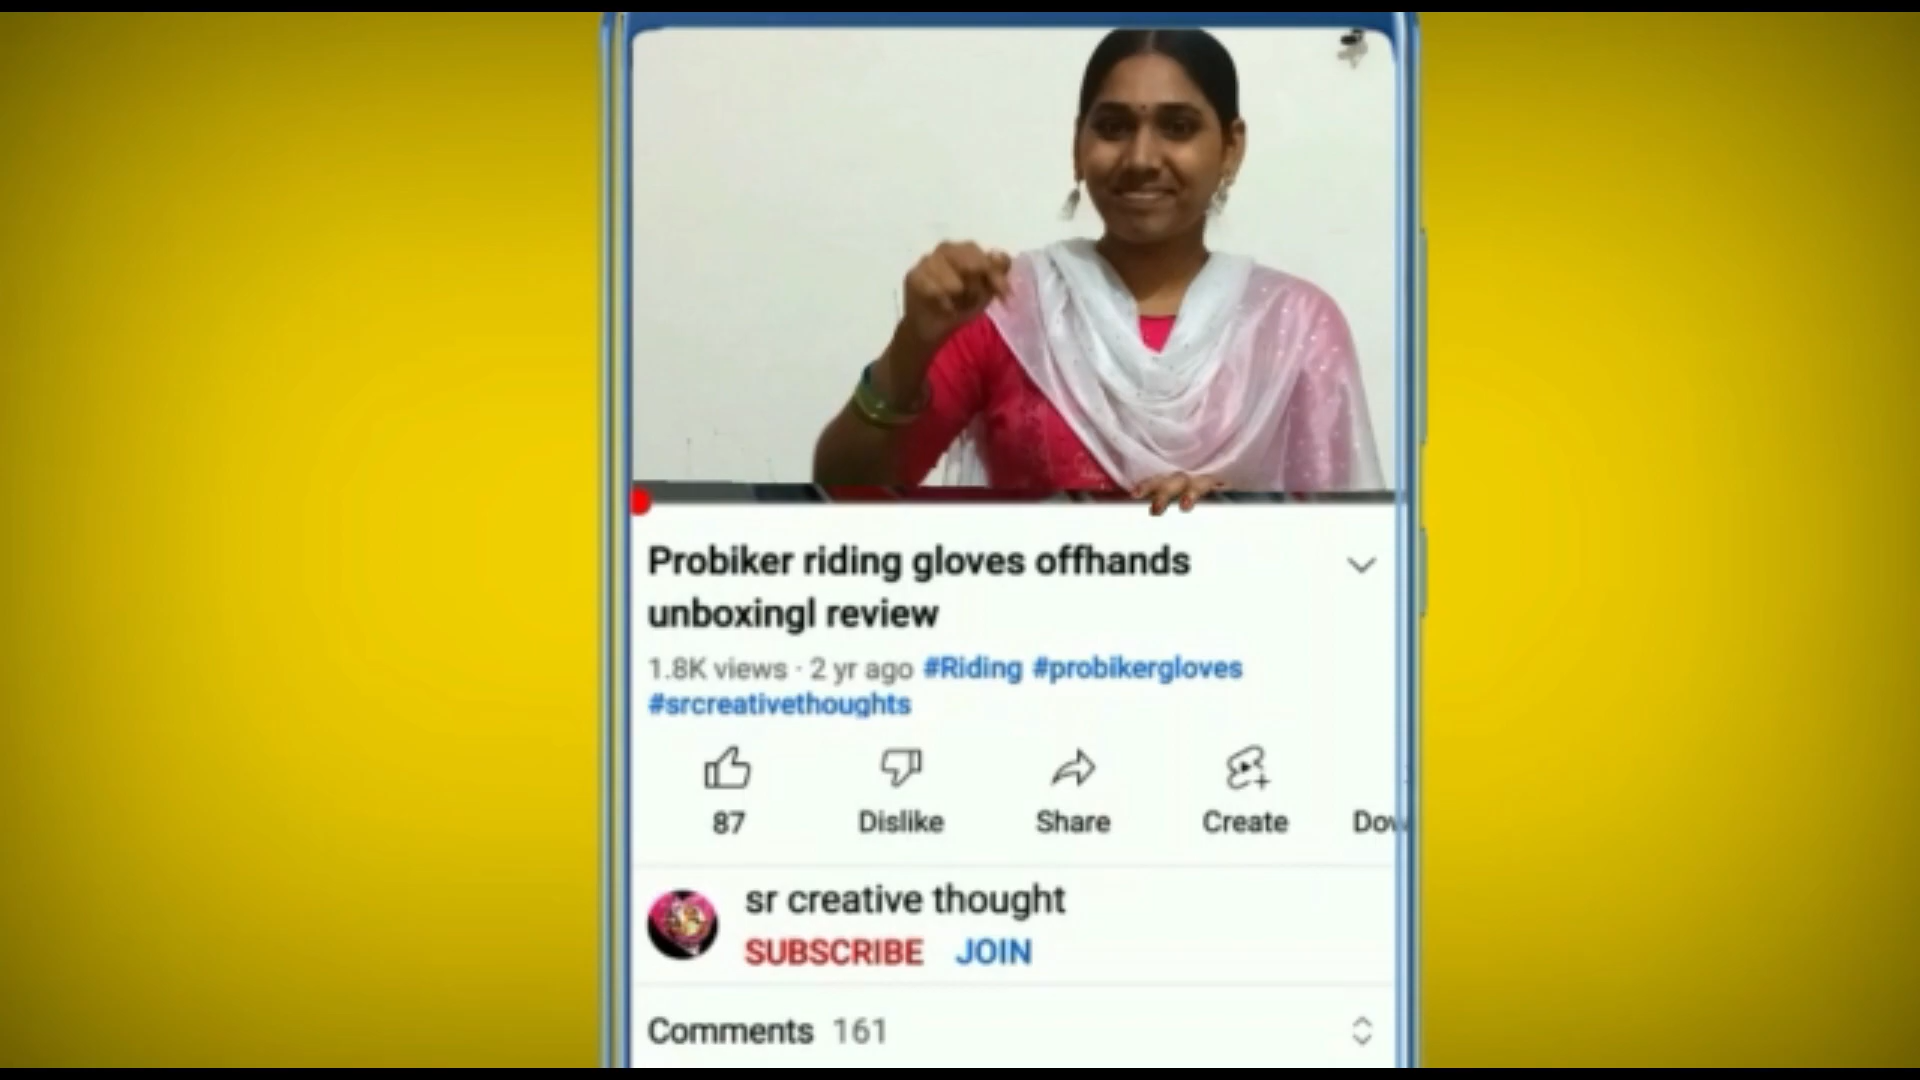 Probiker riding gloves offhands
unboxingl review
1.8K views · 2 yr ago #Riding #probikergloves
#srcreativethoughts
87 Dislike Share Create Dow
sr creative thought
SUBSCRIBE JOIN
Comments 161